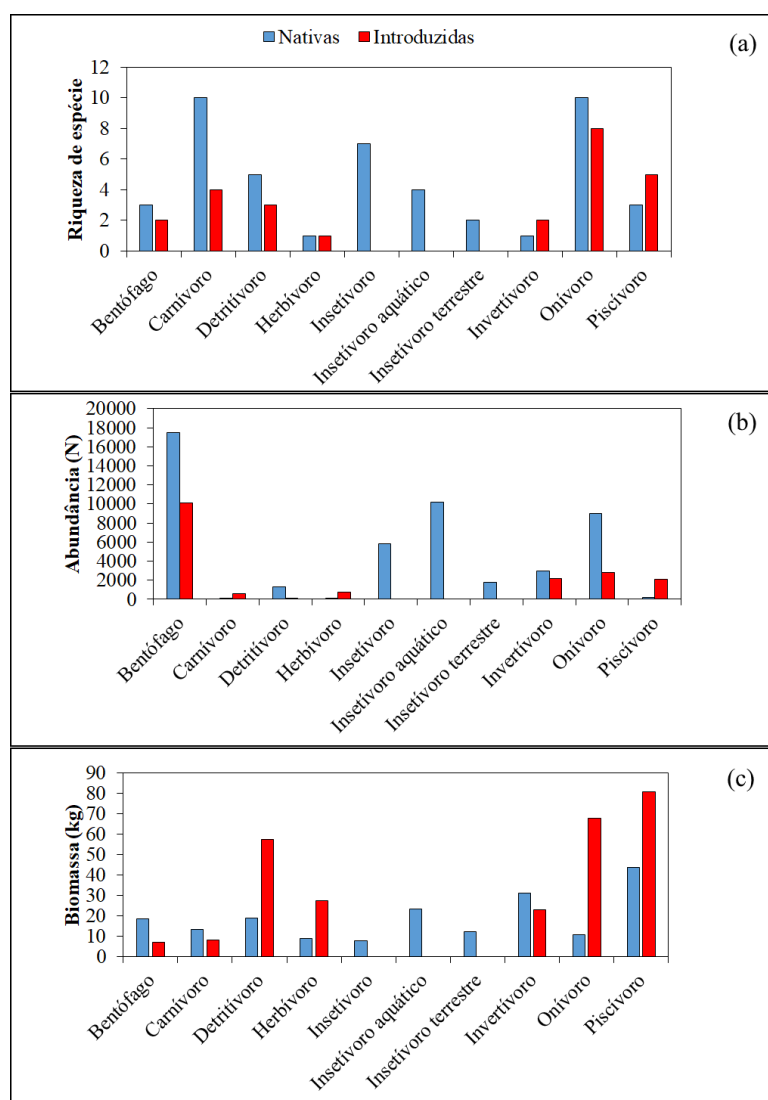 Nativas Introduzidas
(a)
Riqueza de espécie
12
10
8
6
4
2
0
Bentófago
Carnívoro
Detritívoro
Herbívoro
Insetívoro
Insetívoro aquático
Insetívoro terrestre
Invertívoro
Onívoro
Piscívoro
(b)
Abundância (N)
20000
18000
16000
14000
12000
10000
8000
6000
4000
2000
0
Bentófago
Carnívoro
Detritívoro
Herbívoro
Insetívoro
Insetívoro aquático
Insetívoro terrestre
Invertívoro
Onívoro
Piscívoro
(c)
Biomassa (kg)
90
80
70
60
50
40
30
20
10
0
Bentófago
Carnívoro
Detritívoro
Herbívoro
Insetívoro
Insetívoro aquático
Insetívoro terrestre
Invertívoro
Onívoro
Piscívoro